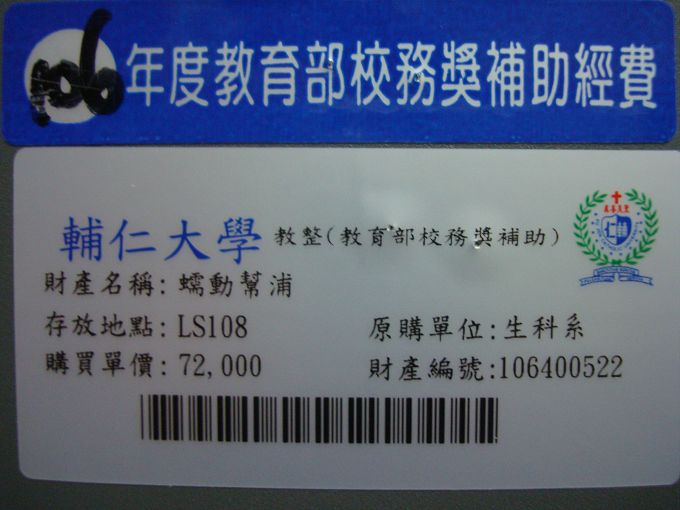 106年度教育部校務獎補助經費
輔仁大學 教整(教育部校務獎補助)
財產名稱: 蠕動幫浦
存放地點: LS108 原購單位: 生科系
購買單價: 72,000 財產編號:106400522